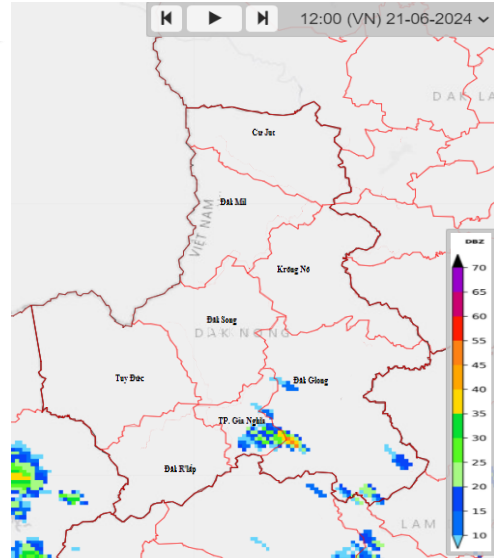 12:00 (VN) 21-06-2024
DAK LA
Cư Jut
Đăk Mil
VIỆT NAM
Krông Nô
Đăk Song
DAK NONG
Tuy Đức
Đăk Glong
TP. Gia Nghĩa
Đăk R'lấp
LAM
DBZ
70
65
60
55
50
45
40
35
30
25
20
15
10